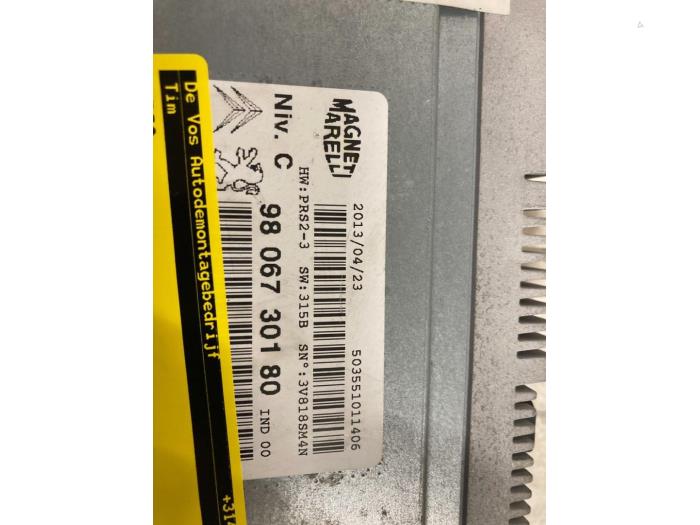 MAGNETI
MARELLI
2013/04/23
503551011406
HW:PRS2-3 SW:315B SN°:3V818SM4N
Niv. C
98 067 301 80 IND 00
De Vos Autodemontagebedrijf
Tim